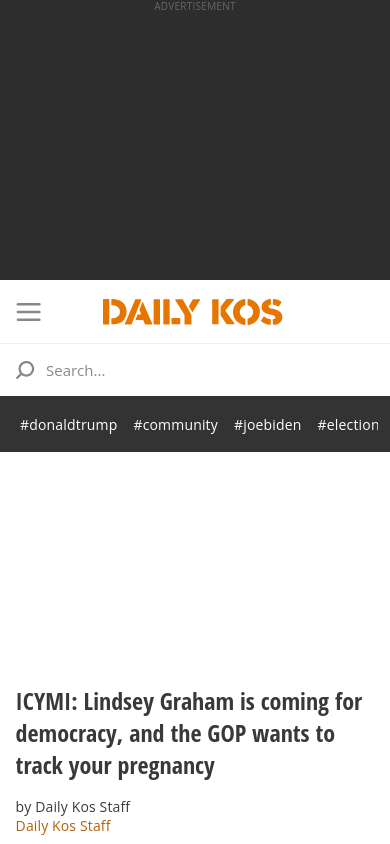 ADVERTISEMENT
DAILY KOS
Search...
#donaldtrump #community #joebiden #election
ICYMI: Lindsey Graham is coming for
democracy, and the GOP wants to
track your pregnancy
by Daily Kos Staff
Daily Kos Staff